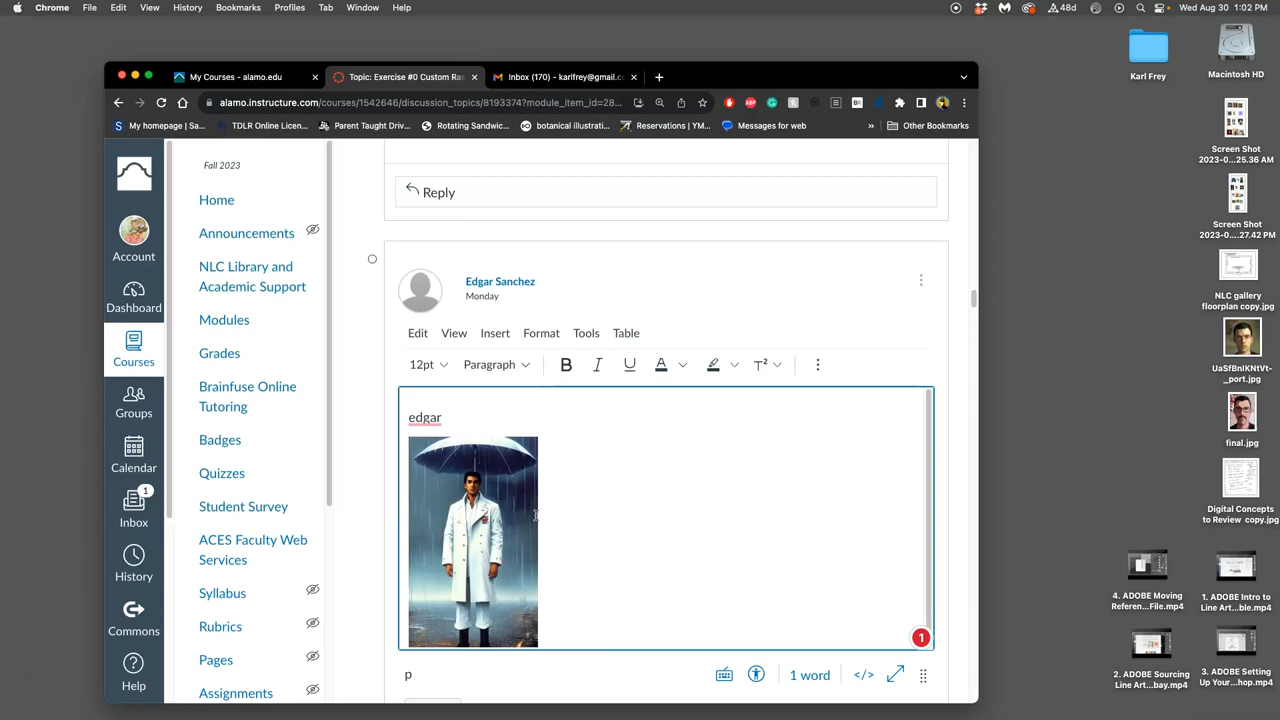 Chrome File Edit View History Bookmarks Profiles Tab Window Help 48d Wed Aug 30 1:02 PM
My Courses - alamo.edu Topic: Exercise #0 Custom Ras Inbox (170) - karlfrey@gmail.cc
alamo.instructure.com/courses/1542646/discussion_topics/8193374?module_item_id=28...
My homepage | Sa... TDLR Online Licen... Parent Taught Driv... Rotating Sandwic... botanical illustrati... Reservations | YM... Messages for web » Other Bookmarks
Account
Dashboard
Courses
Groups
Calendar
1
Inbox
History
Commons
Help
Fall 2023
Home
Announcements
NLC Library and
Academic Support
Modules
Grades
Brainfuse Online
Tutoring
Badges
Quizzes
Student Survey
ACES Faculty Web
Services
Syllabus
Rubrics
Pages
Assignments
Reply
Edgar Sanchez
Monday
Edit View Insert Format Tools Table
12pt Paragraph B I U A T²
edgar
1
p 1 word </>
Karl Frey
Macintosh HD
Screen Shot
2023-0...25.36 AM
Screen Shot
2023-0....27.42 PM
NLC gallery
floorplan copy.jpg
UaSfBnIKNtVt-
_port.jpg
final.jpg
Digital Concepts
to Review copy.jpg
4. ADOBE Moving
Referen...File.mp4
1. ADOBE Intro to
Line Art...ble.mp4
2. ADOBE Sourcing
Line Art...bay.mp4
3. ADOBE Setting
Up Your...hop.mp4